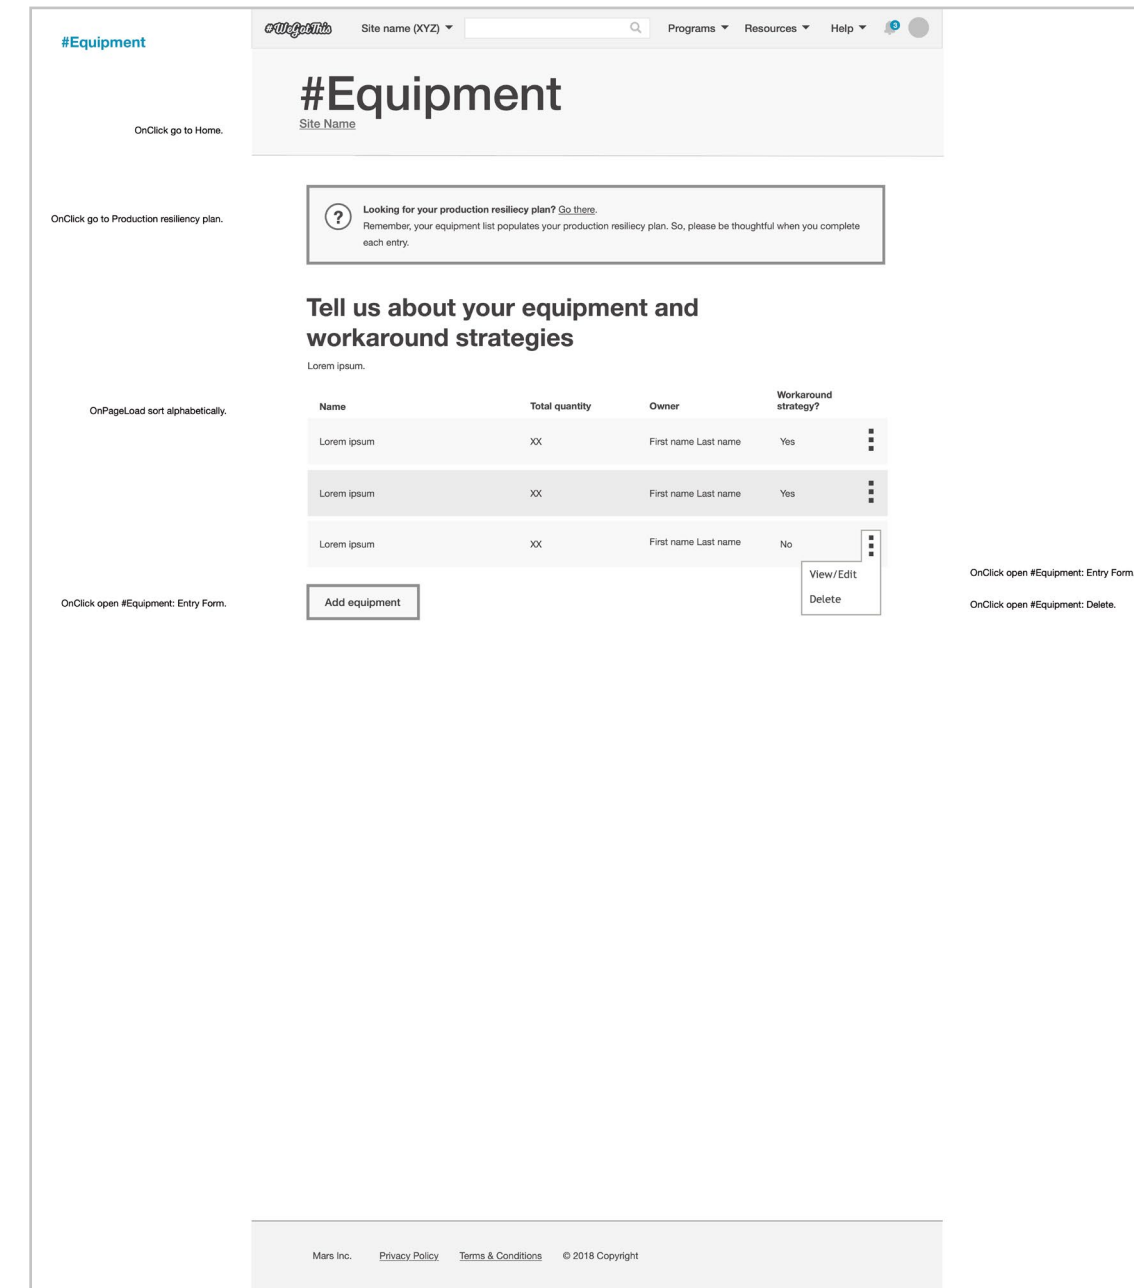 #Equipment
#WeGotThis Site name (XYZ) Programs Resources Help 3
#Equipment
Site Name
OnClick go to Home.
OnClick go to Production resiliency plan.
? Looking for your production resiliecy plan? Go there.
Remember, your equipment list populates your production resiliecy plan. So, please be thoughtful when you complete
each entry.
Tell us about your equipment and
workaround strategies
Lorem ipsum.
OnPageLoad sort alphabetically.
Name Total quantity Owner Workaround
strategy?
Lorem ipsum XX First name Last name Yes
Lorem ipsum XX First name Last name Yes
Lorem ipsum XX First name Last name No
View/Edit
Delete
OnClick open #Equipment: Entry Form.
OnClick open #Equipment: Delete.
OnClick open #Equipment: Entry Form.
Add equipment
Mars Inc. Privacy Policy Terms & Conditions © 2018 Copyright